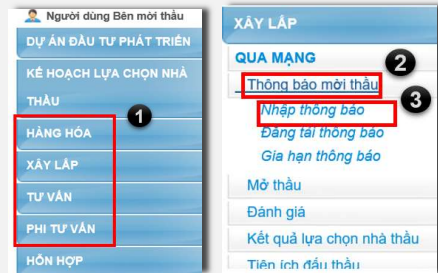 Người dùng Bên mời thầu
DỰ ÁN ĐẦU TƯ PHÁT TRIỂN
KẾ HOẠCH LỰA CHỌN NHÀ
THẦU
1
HÀNG HÓA
XÂY LẮP
TƯ VẤN
PHI TƯ VẤN
HỖN HỢP
XÂY LẮP
QUA MẠNG
2
Thông báo mời thầu
3
Nhập thông báo
Đăng tải thông báo
Gia hạn thông báo
Mở thầu
Đánh giá
Kết quả lựa chọn nhà thầu
Tiện ích đấu thầu